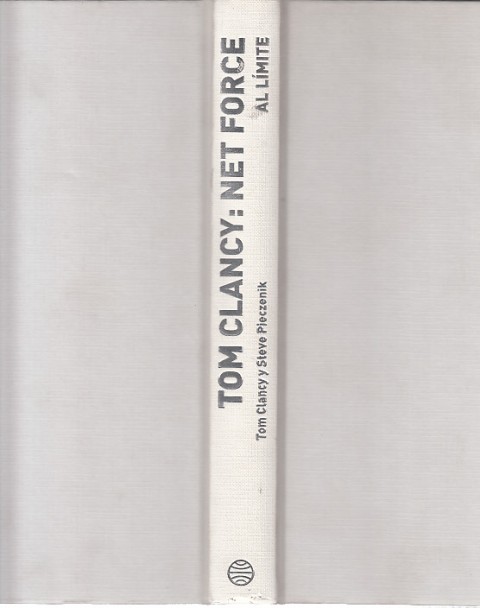 TOM CLANCY: NET FORCE
AL LÍMITE
Tom Clancy y Steve Pieczenik